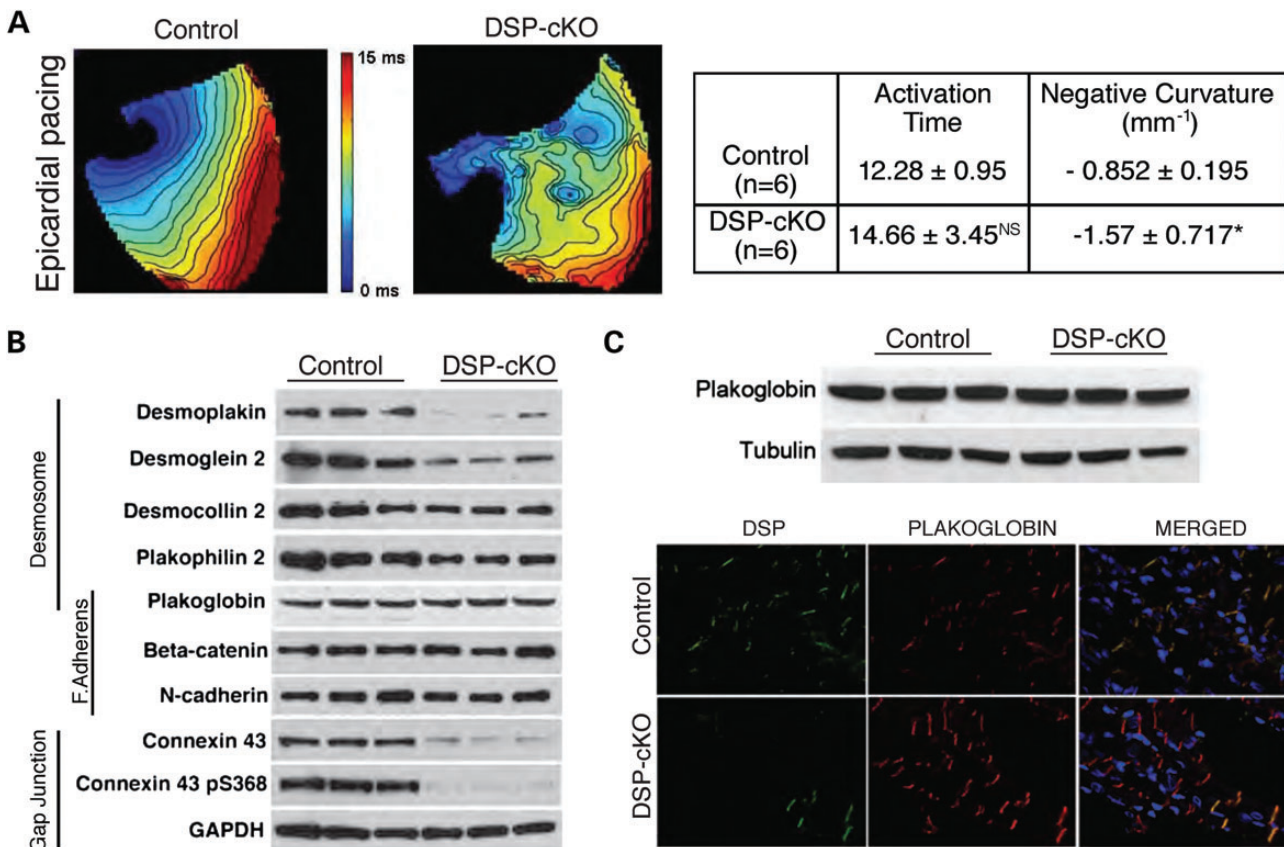 A
Control
DSP-cKO
Epicardial pacing
15 ms
0 ms
Activation Time
Negative Curvature (mm⁻¹)
Control (n=6)
12.28 ± 0.95
- 0.852 ± 0.195
DSP-cKO (n=6)
14.66 ± 3.45ᴺˢ
-1.57 ± 0.717*
B
Control
DSP-cKO
Desmosome
Desmoplakin
Desmoglein 2
Desmocollin 2
Plakophilin 2
Plakoglobin
F.Adherens
Beta-catenin
N-cadherin
Gap Junction
Connexin 43
Connexin 43 pS368
GAPDH
C
Control
DSP-cKO
Plakoglobin
Tubulin
DSP
PLAKOGLOBIN
MERGED
Control
DSP-cKO